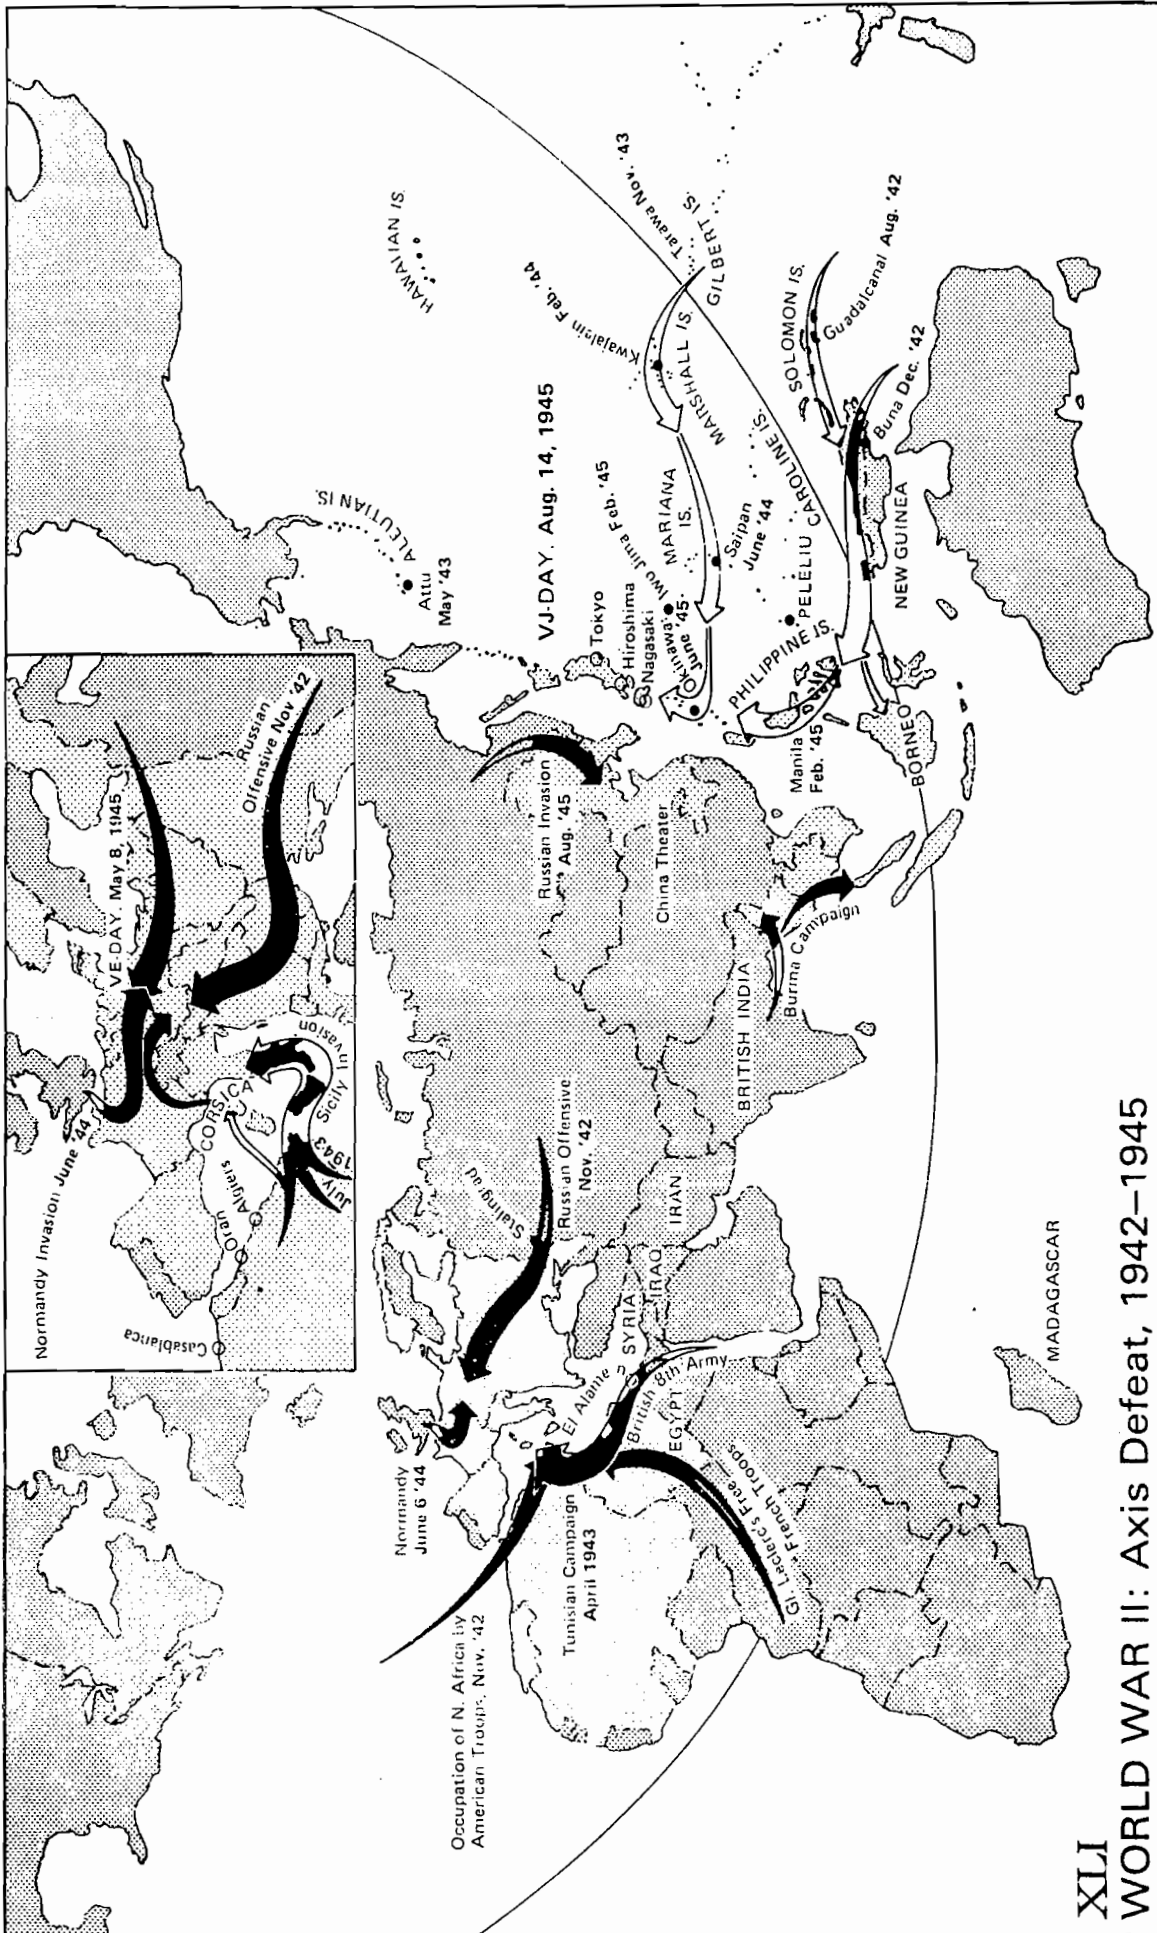 XLI
WORLD WAR II: Axis Defeat, 1942–1945
Normandy Invasion June '44
VE-DAY. May 8, 1945
Russian
Offensive Nov '42
CORSICA
Sicily Invasion
July 1943
Algiers
Oran
Casablanca
ALEUTIAN IS.
Attu
May '43
HAWAIIAN IS.
VJ-DAY. Aug. 14, 1945
Tokyo
Hiroshima
Nagasaki
Iwo Jima Feb. '45
Okinawa
June '45
MARIANA
IS.
Saipan
June '44
Kwajalein Feb. '44
MARSHALL IS.
Tarawa Nov. '43
GILBERT IS.
CAROLINE IS.
PELELIU
PHILIPPINE IS.
Manila
Feb. '45
SOLOMON IS.
Guadalcanal Aug. '42
Buna Dec. '42
NEW GUINEA
BORNEO
Russian Invasion
Aug. '45
China Theater
Burma Campaign
BRITISH INDIA
Stalingrad
Russian Offensive
Nov. '42
IRAN
IRAQ
SYRIA
Normandy
June 6 '44
El Alamein
British 8th Army
EGYPT
Tunisian Campaign
April 1943
Gl. Leclerc's Free
French Troops
Occupation of N. Africa by
American Troops, Nov. '42
MADAGASCAR